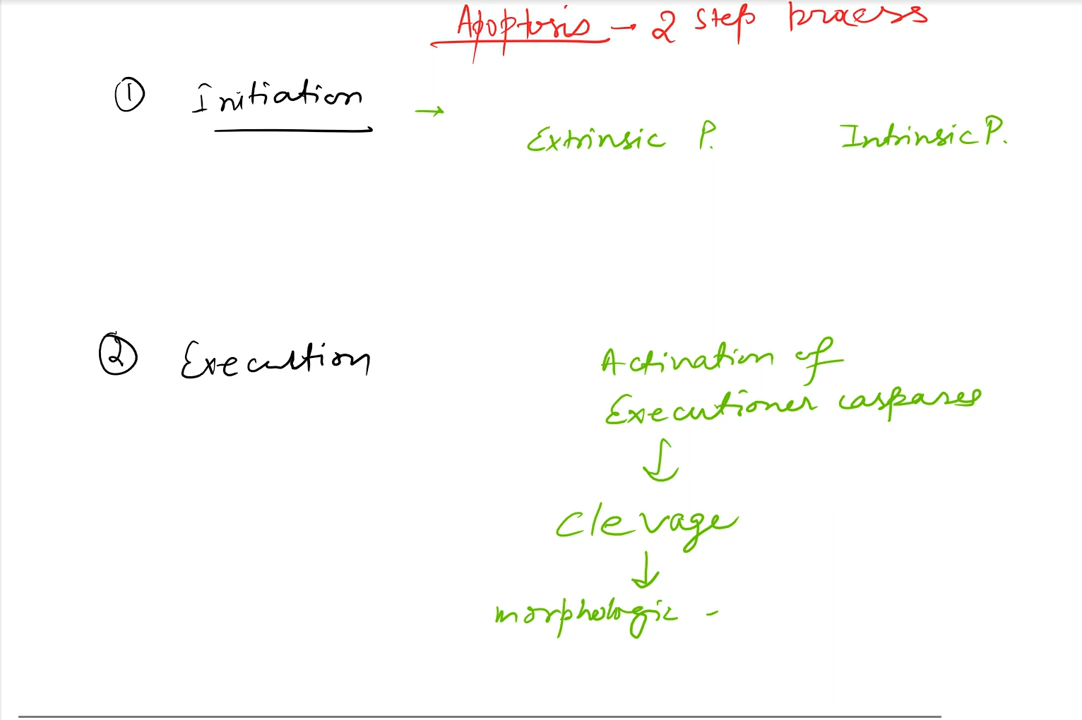 Apoptosis → 2 step process
① Initiation →
Extrinsic P. Intrinsic P.
② Execution
Activation of
Executioner caspases
↓
Clevage
↓
morphologic -